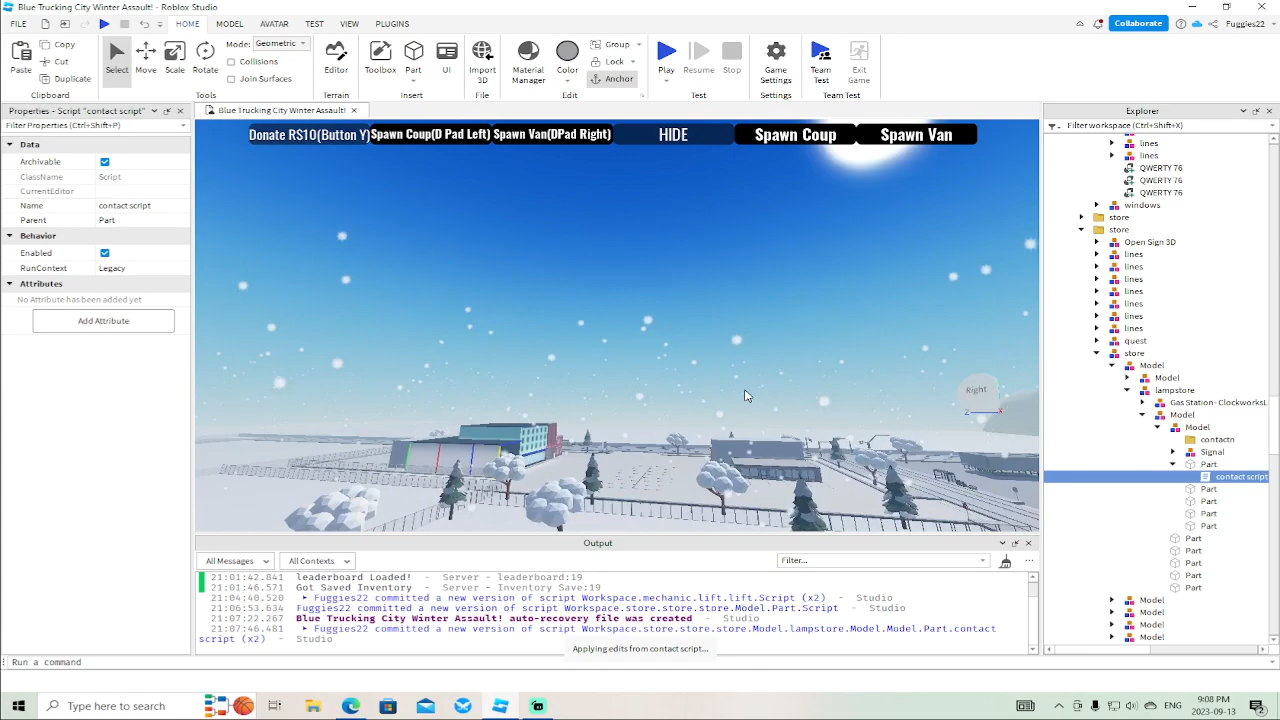 Blue Trucking City Winter Assault! - Roblox Studio
FILE HOME MODEL AVATAR TEST VIEW PLUGINS Collaborate Fuggies22
Paste Copy Cut Duplicate Clipboard
Select Move Scale Rotate Mode: Geometric Collisions Join Surfaces Tools
Editor Terrain
Toolbox Part UI Insert
Import 3D File
Material Manager Color Group Lock Anchor Edit
Play Resume Stop Test
Game Settings Settings
Team Test Exit Game Team Test
Properties - Script "contact script"
Filter Properties (Ctrl+Shift+P)
Data
Archivable
ClassName Script
CurrentEditor
Name contact script
Parent Part
Behavior
Enabled
RunContext Legacy
Attributes
No Attribute has been added yet
Add Attribute
Blue Trucking City Winter Assault!
Donate RS10(Button Y) Spawn Coup(D Pad Left) Spawn Van(DPad Right) HIDE Spawn Coup Spawn Van
Right
Z X
Output
All Messages All Contexts Filter...
21:01:42.841 leaderboard Loaded! - Server - leaderboard:19
21:01:46.571 Got Saved Inventory - Server - Inventory Save:19
21:04:40.520 Fuggies22 committed a new version of script Workspace.mechanic.lift.lift.Script (x2) - Studio
21:06:53.634 Fuggies22 committed a new version of script Workspace.store.store.store.Model.Part.Script - Studio
21:07:22.267 Blue Trucking City Winter Assault! auto-recovery file was created - Studio
21:07:46.481 Fuggies22 committed a new version of script Workspace.store.store.store.Model.lampstore.Model.Model.Part.contact
script (x2) - Studio
Applying edits from contact script...
Explorer
Filter workspace (Ctrl+Shift+X)
lines
lines
QWERTY 76
QWERTY 76
QWERTY 76
windows
store
store
Open Sign 3D
lines
lines
lines
lines
lines
lines
lines
quest
store
Model
Model
lampstore
Gas Station- ClockworksL
Model
Model
contactn
Signal
Part
contact script
Part
Part
Part
Part
Part
Part
Part
Part
Part
Model
Model
Model
Model
Run a command
Type here to search
ENG
9:08 PM
2023-09-13
2